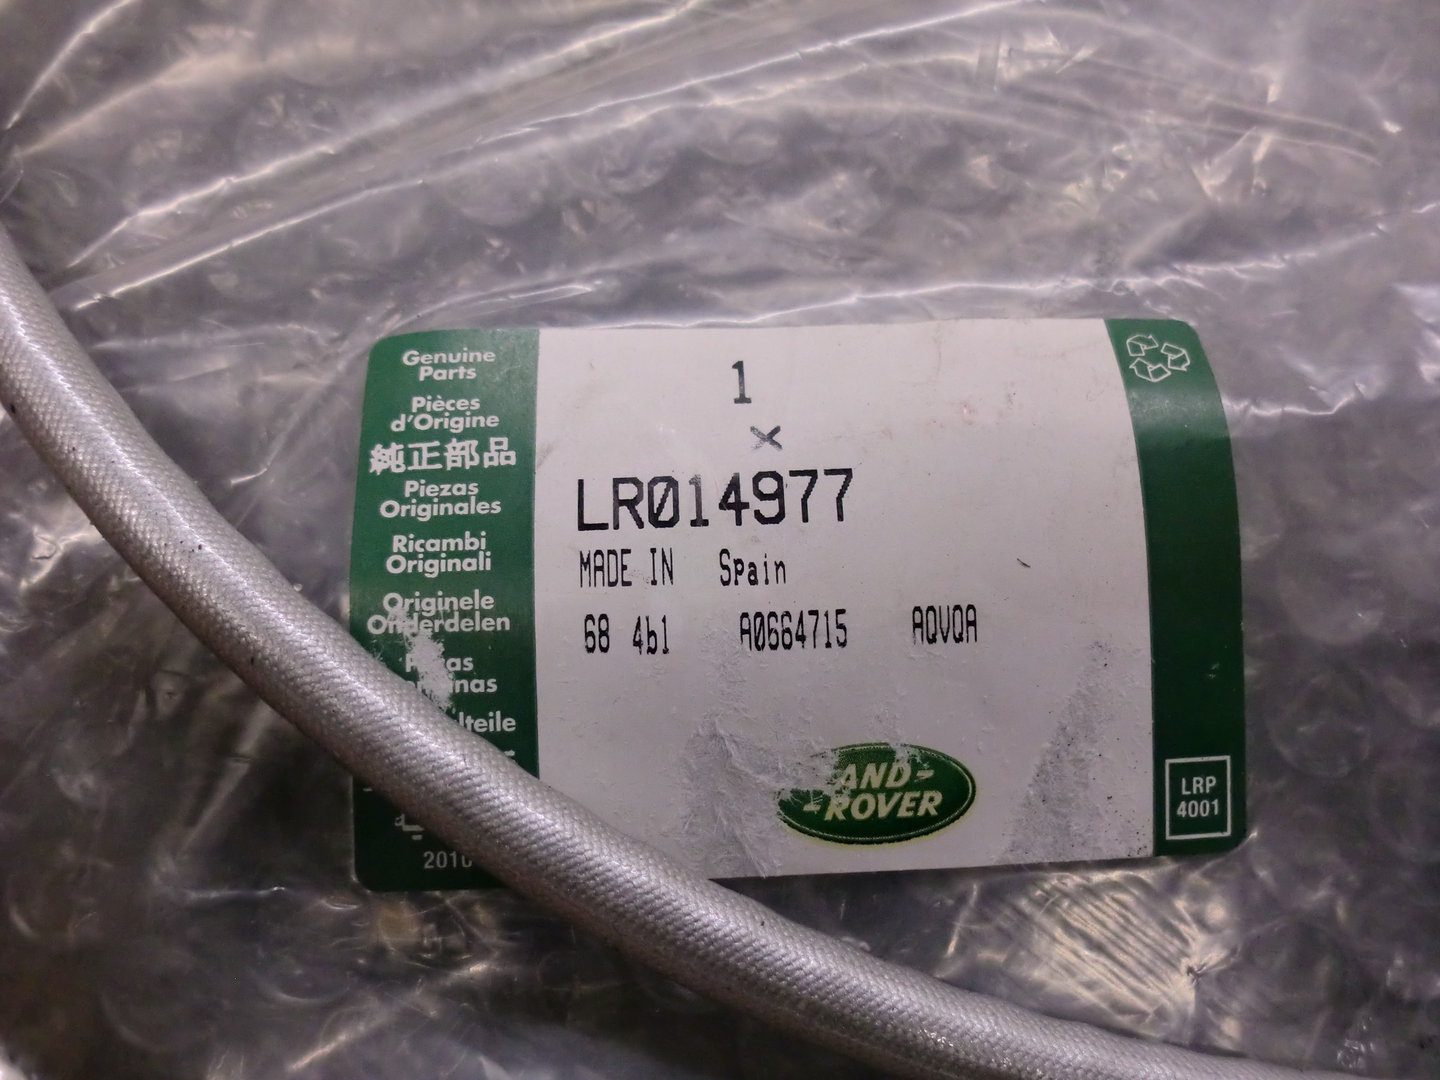 Genuine
Parts
Pièces
d'Origine
純正部品
Piezas
Originales
Ricambi
Originali
Originele
Onderdelen
2010
1
x
LR014977
MADE IN Spain
68 4b1 A0664715 AQVQA
LAND-
-ROVER
LRP
4001